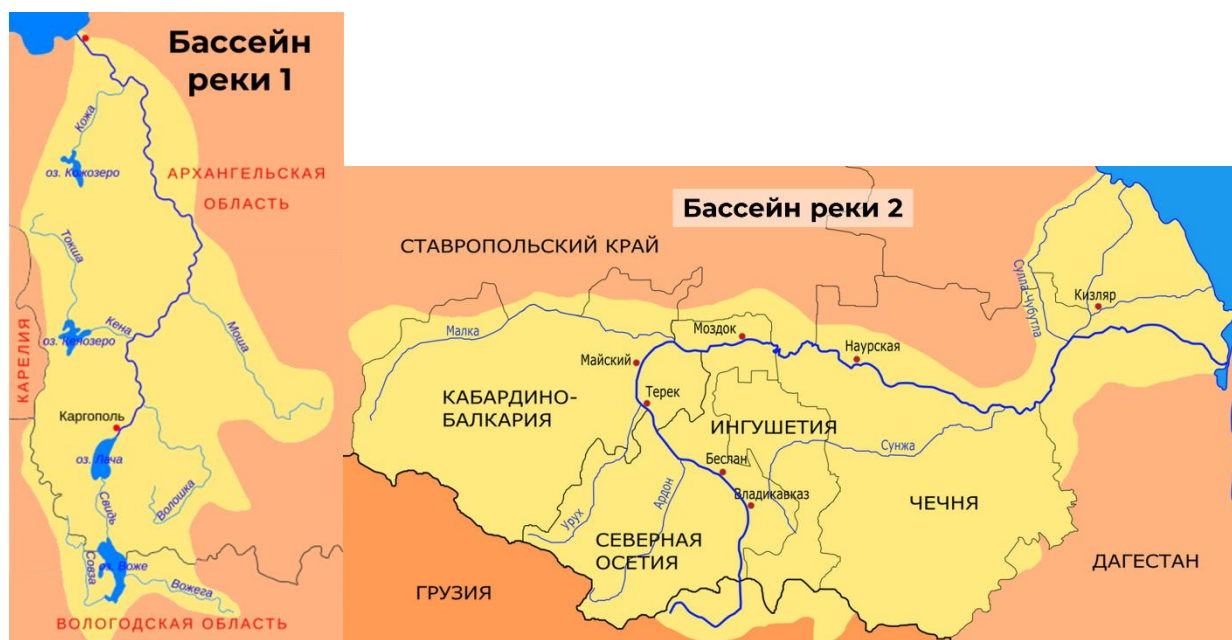 Бассейн
реки 1
Кожа
оз. Кожозеро
АРХАНГЕЛЬСКАЯ
ОБЛАСТЬ
Токша
Кена
оз. Кенозеро
Моша
КАРЕЛИЯ
Каргополь
оз. Лача
Свидь
Волошка
Совза
оз. Воже
Вожега
ВОЛОГОДСКАЯ ОБЛАСТЬ
Бассейн реки 2
СТАВРОПОЛЬСКИЙ КРАЙ
Сулла-Чубутла
Кизляр
Малка
Моздок
Майский
Наурская
КАБАРДИНО-
БАЛКАРИЯ
Терек
ИНГУШЕТИЯ
Сунжа
Беслан
Ардон
Владикавказ
Урух
ЧЕЧНЯ
СЕВЕРНАЯ
ОСЕТИЯ
ДАГЕСТАН
ГРУЗИЯ